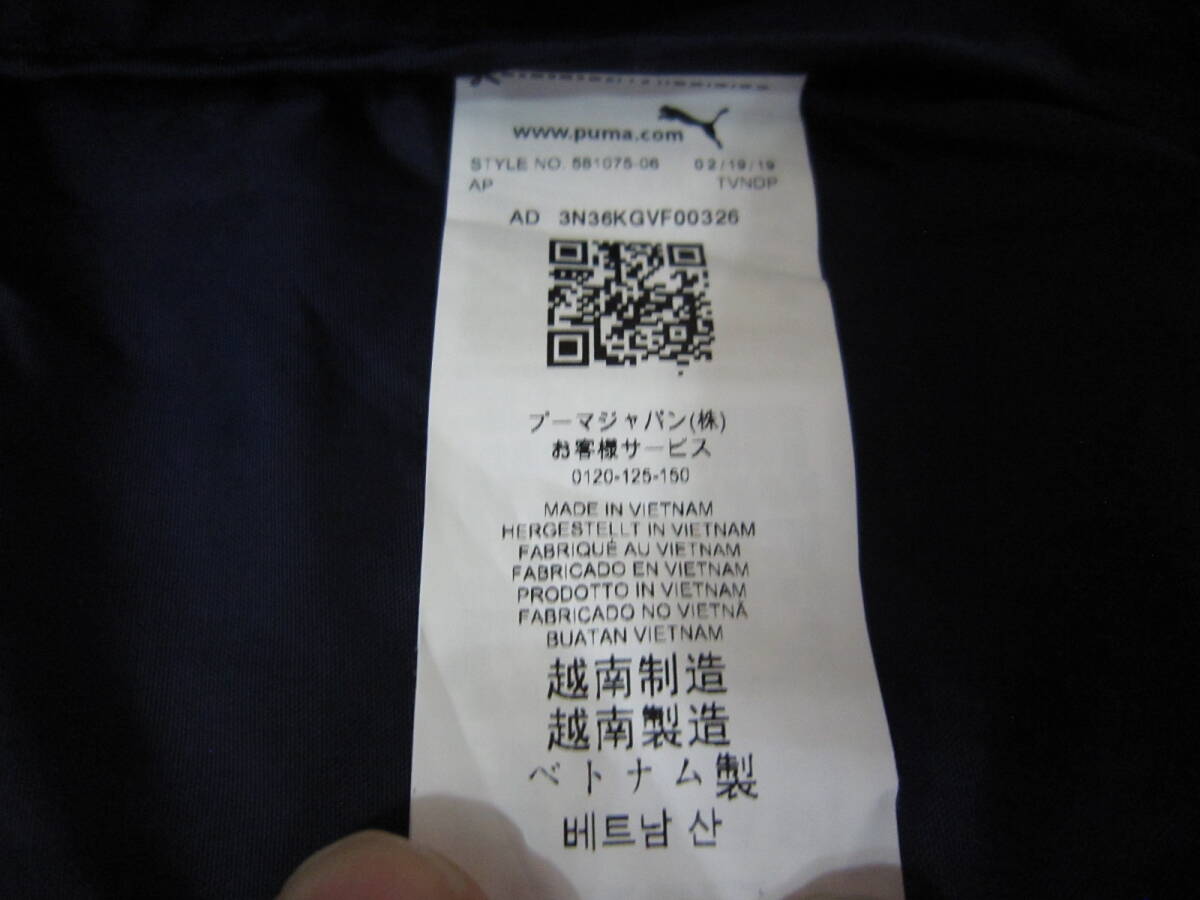 www.puma.com
STYLE NO. 581075-06 02/19/19
AP TVNDP
AD 3N36KGVF00326
プーマジャパン(株)
お客様サービス
0120-125-150
MADE IN VIETNAM
HERGESTELLT IN VIETNAM
FABRIQUÉ AU VIETNAM
FABRICADO EN VIETNAM
PRODOTTO IN VIETNAM
FABRICADO NO VIETNÃ
BUATAN VIETNAM
越南制造
越南製造
ベトナム製
베트남 산